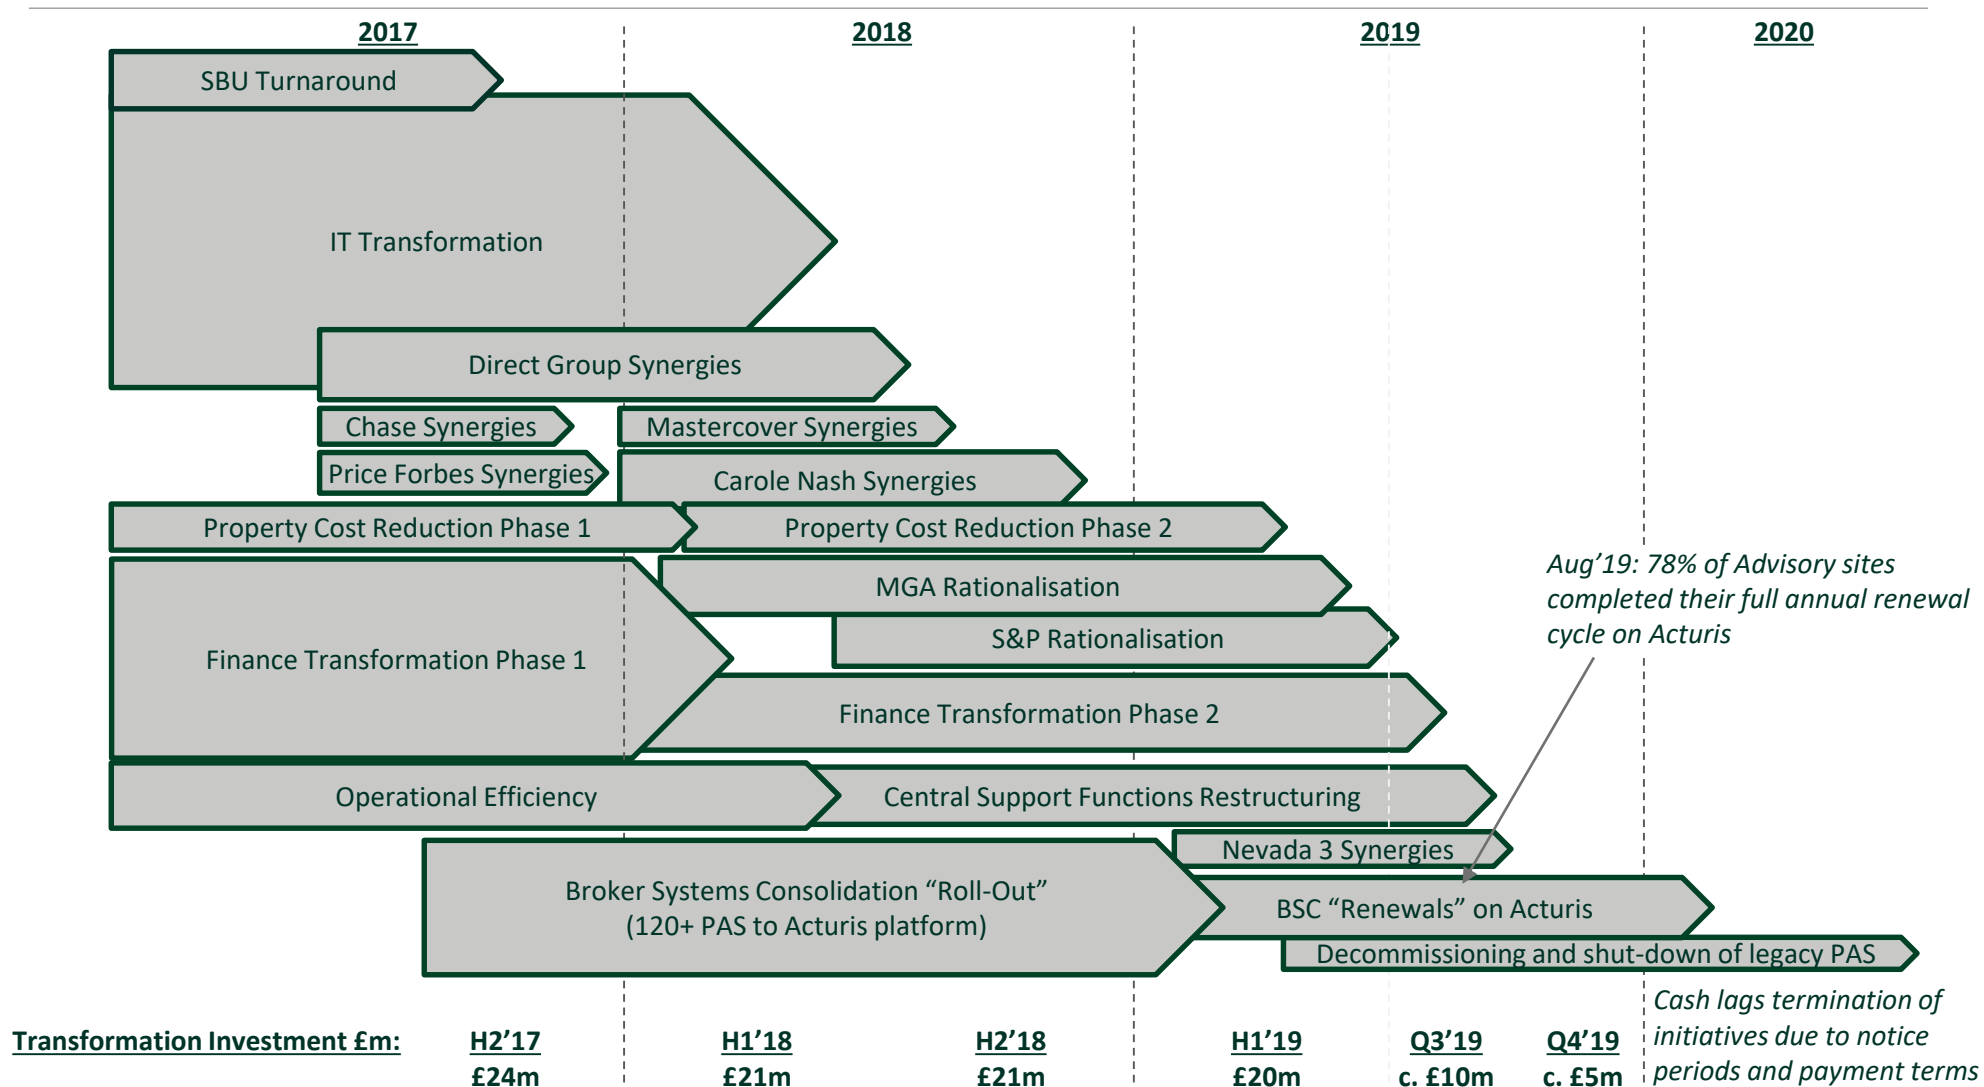 2017 2018 2019 2020
SBU Turnaround
IT Transformation
Direct Group Synergies
Chase Synergies
Mastercover Synergies
Price Forbes Synergies
Carole Nash Synergies
Property Cost Reduction Phase 1
Property Cost Reduction Phase 2
MGA Rationalisation
S&P Rationalisation
Finance Transformation Phase 1
Finance Transformation Phase 2
Operational Efficiency
Central Support Functions Restructuring
Nevada 3 Synergies
Broker Systems Consolidation “Roll-Out”
(120+ PAS to Acturis platform)
BSC “Renewals” on Acturis
Decommissioning and shut-down of legacy PAS
Aug’19: 78% of Advisory sites
completed their full annual renewal
cycle on Acturis
Cash lags termination of
initiatives due to notice
periods and payment terms
Transformation Investment £m: H2’17 H1’18 H2’18 H1’19 Q3’19 Q4’19
£24m £21m £21m £20m c. £10m c. £5m